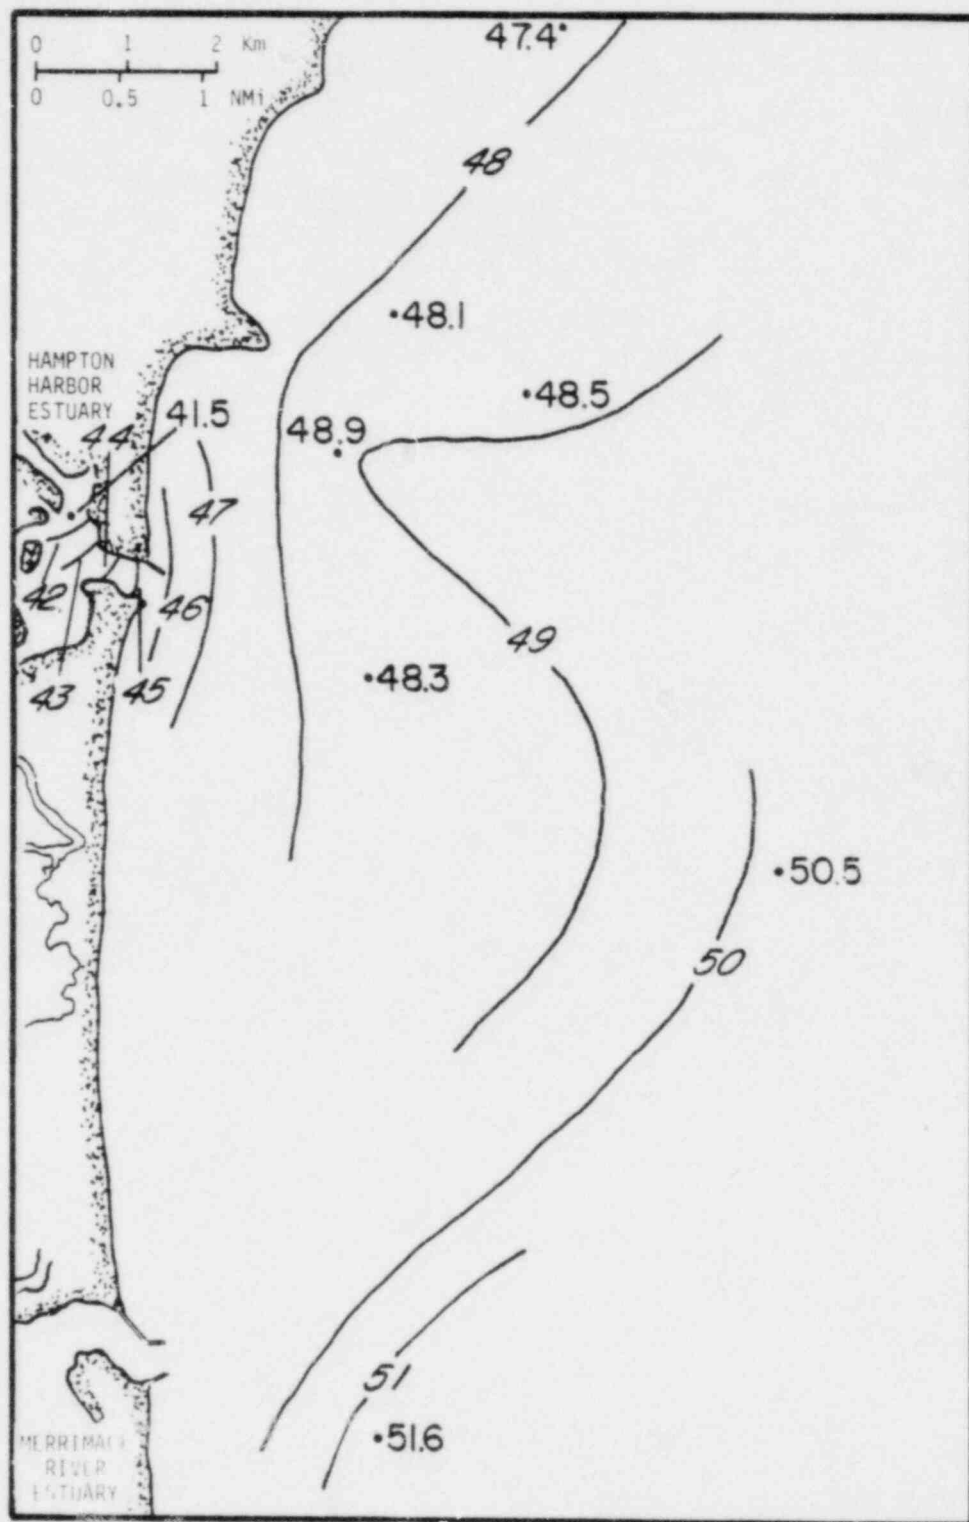 0 1 2 Km
0 0.5 1 NMi
47.4
48
48.1
HAMPTON
HARBOR
ESTUARY
48.5
41.5
44
48.9
47
42
46
49
43
45
48.3
50.5
50
51
51.6
MERRIMACK
RIVER
ESTUARY